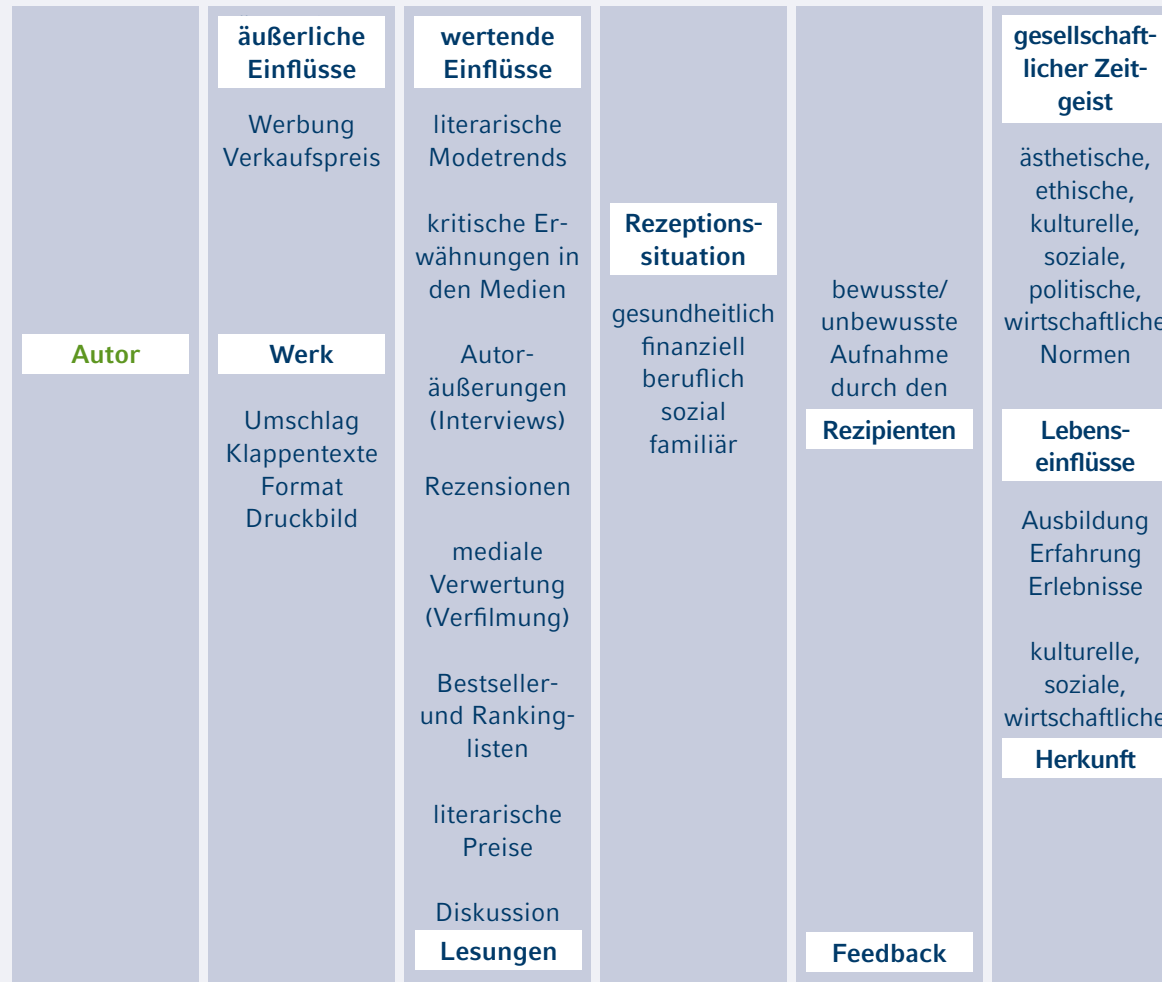 Autor
äußerliche
Einflüsse
Werbung
Verkaufspreis
Werk
Umschlag
Klappentexte
Format
Druckbild
wertende
Einflüsse
literarische
Modetrends
kritische Er-
wähnungen in
den Medien
Autor-
äußerungen
(Interviews)
Rezensionen
mediale
Verwertung
(Verfilmung)
Bestseller-
und Ranking-
listen
literarische
Preise
Diskussion
Lesungen
Rezeptions-
situation
gesundheitlich
finanziell
beruflich
sozial
familiär
bewusste/
unbewusste
Aufnahme
durch den
Rezipienten
Feedback
gesellschaft-
licher Zeit-
geist
ästhetische,
ethische,
kulturelle,
soziale,
politische,
wirtschaftliche
Normen
Lebens-
einflüsse
Ausbildung
Erfahrung
Erlebnisse
kulturelle,
soziale,
wirtschaftliche
Herkunft